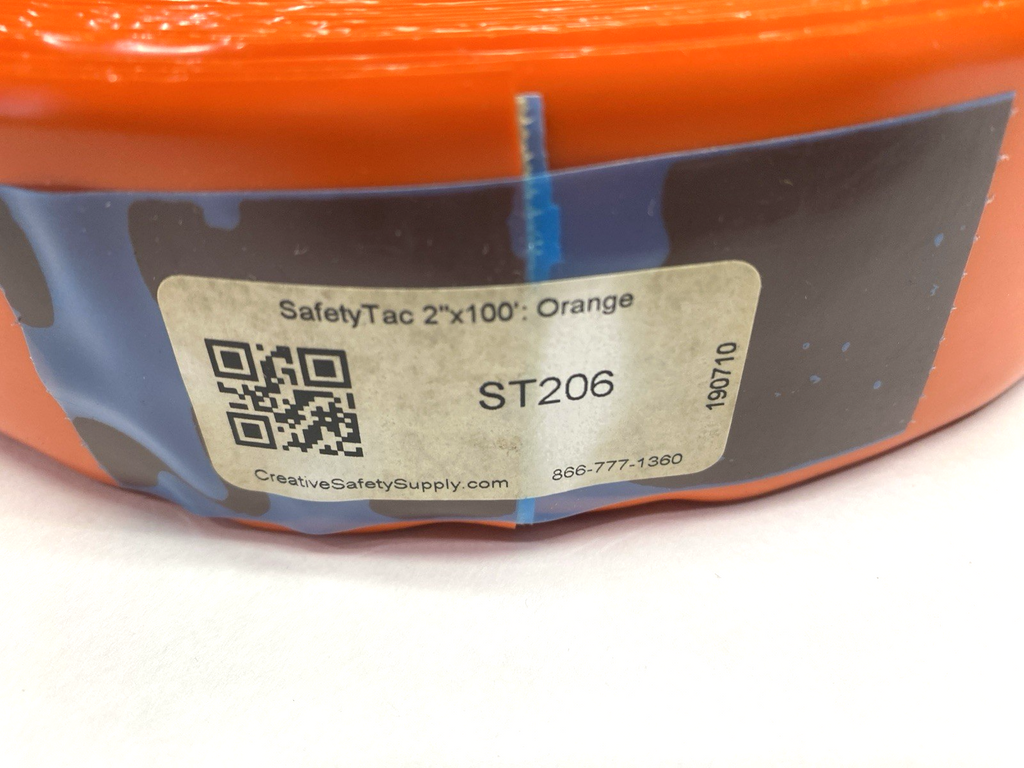 SafetyTac 2"x100': Orange
ST206
190710
CreativeSafetySupply.com
866-777-1360